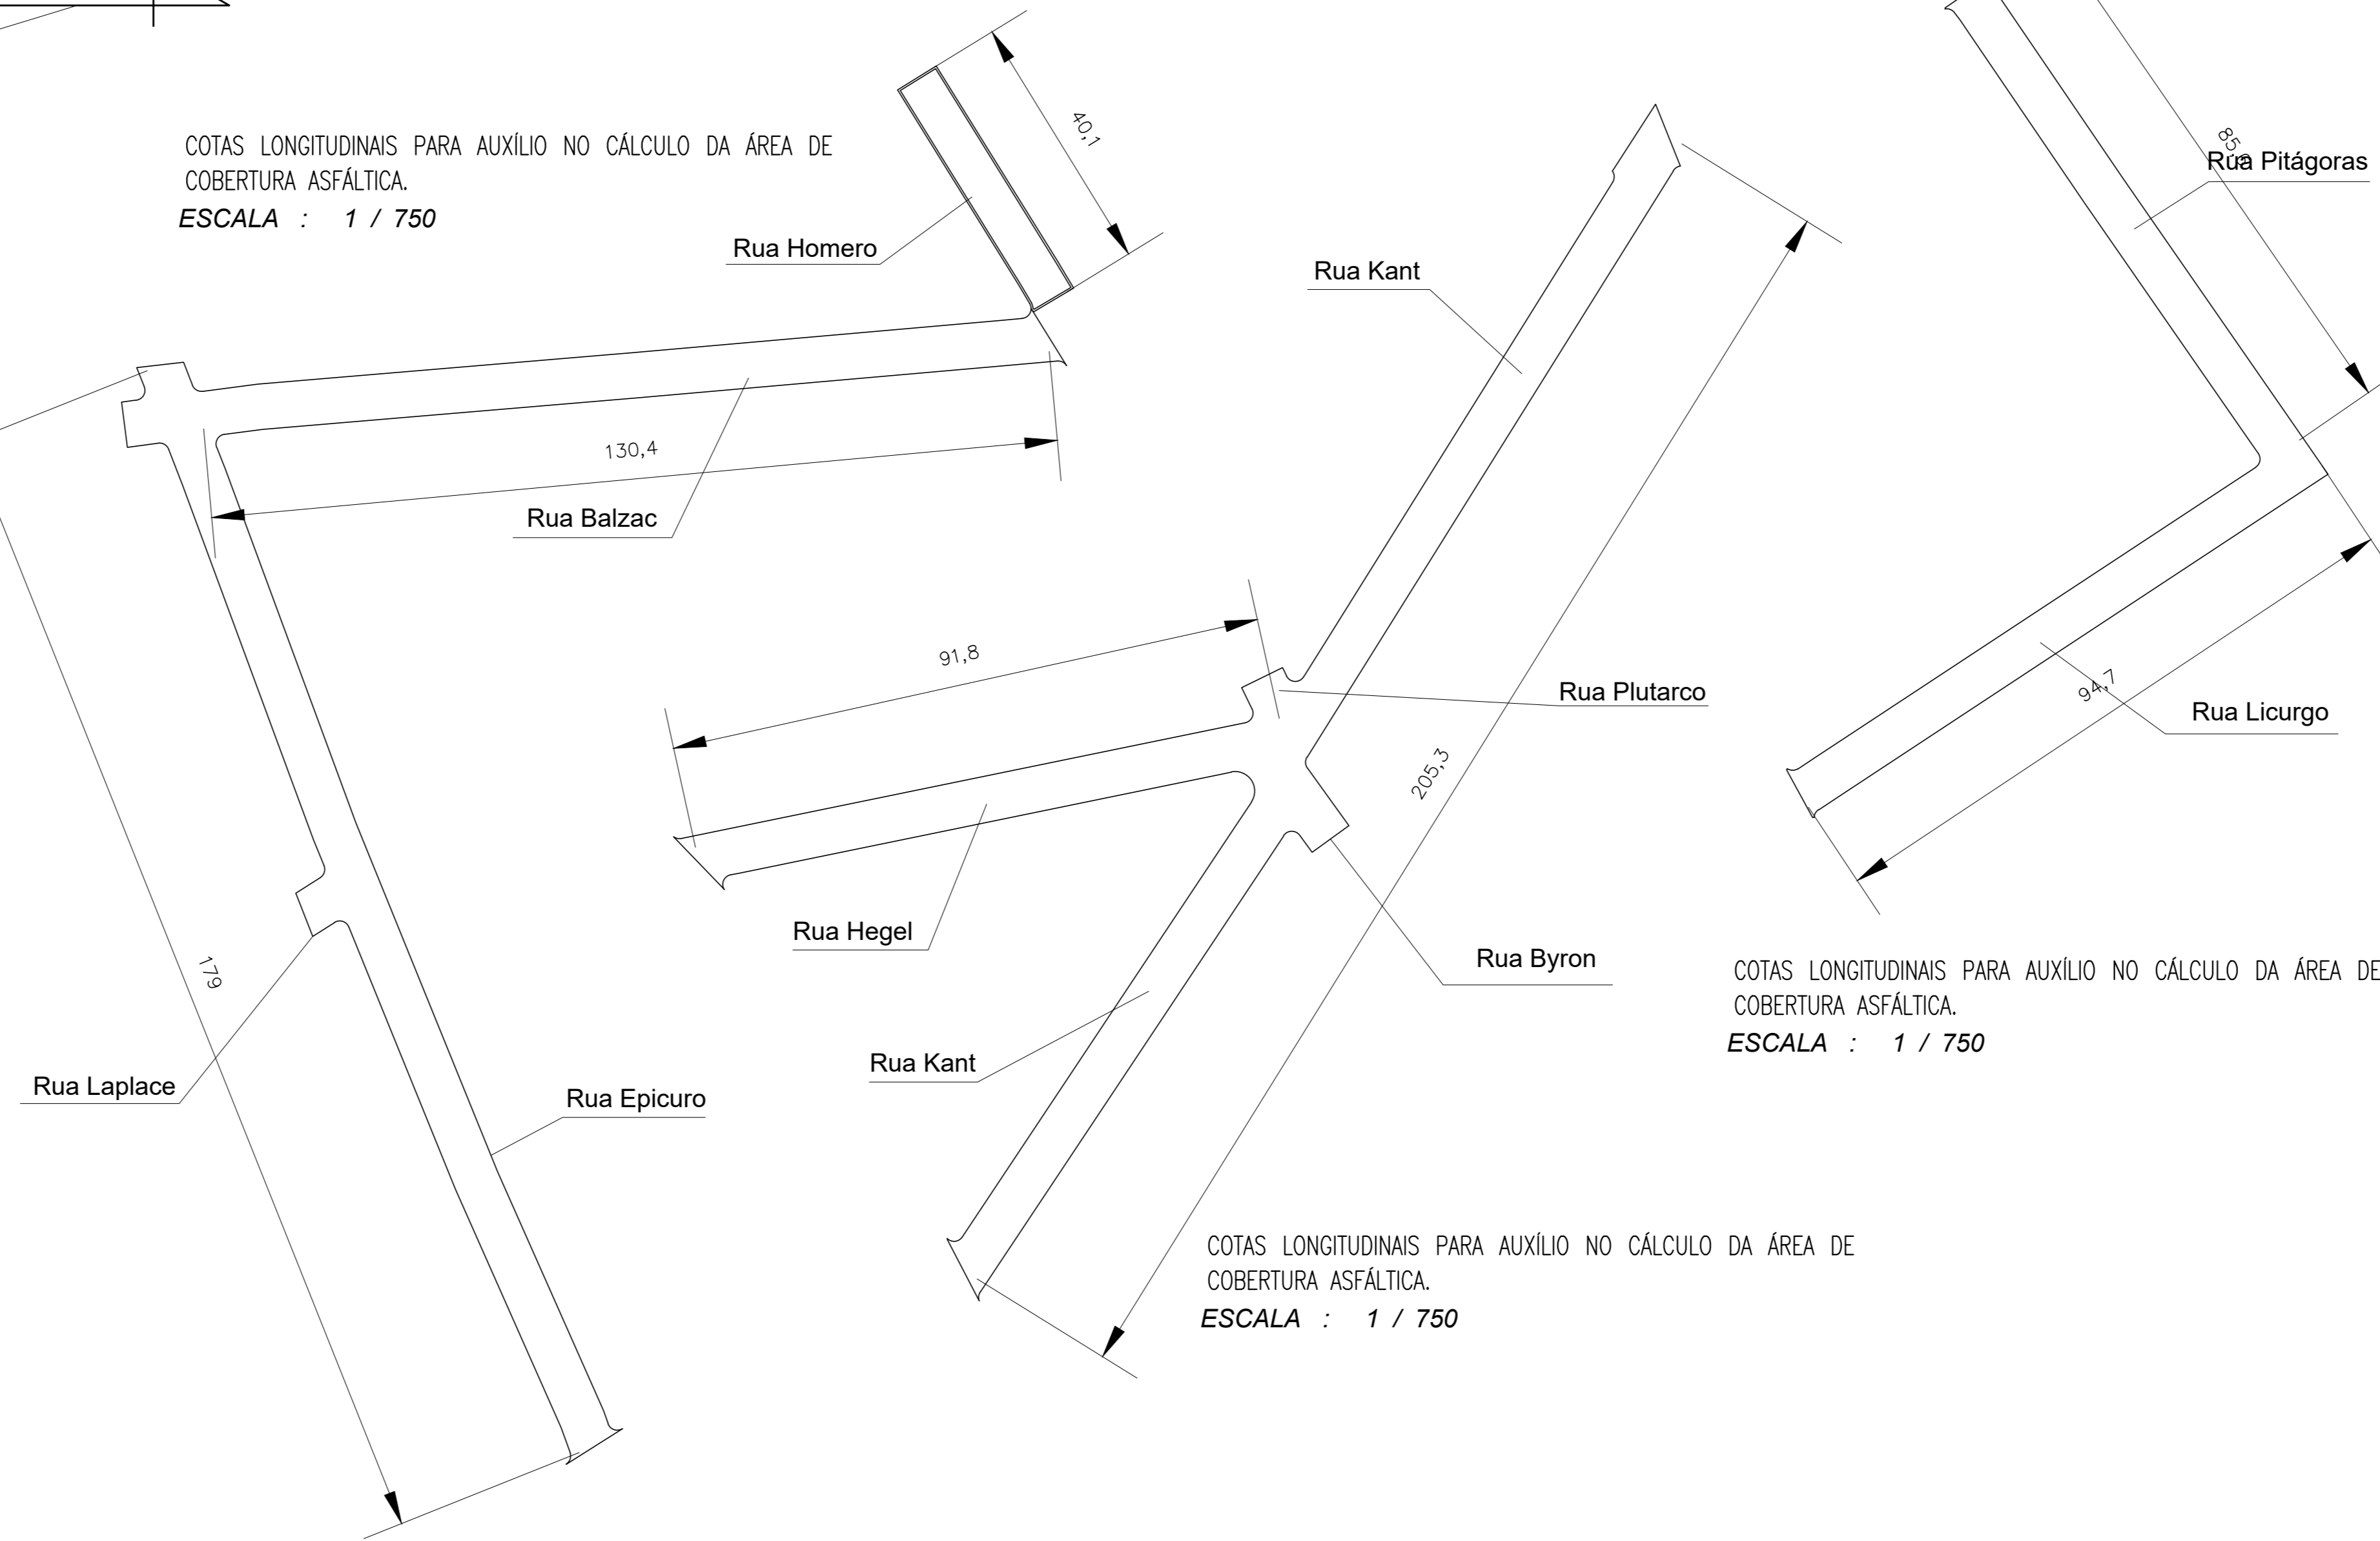 COTAS LONGITUDINAIS PARA AUXÍLIO NO CÁLCULO DA ÁREA DE
COBERTURA ASFÁLTICA.
ESCALA : 1 / 750
40,1
Rua Homero
Rua Kant
Rua Pitágoras
130,4
Rua Balzac
91,8
Rua Plutarco
94,7
Rua Licurgo
205,3
Rua Hegel
Rua Byron
179
COTAS LONGITUDINAIS PARA AUXÍLIO NO CÁLCULO DA ÁREA DE
COBERTURA ASFÁLTICA.
ESCALA : 1 / 750
Rua Kant
Rua Laplace
Rua Epicuro
COTAS LONGITUDINAIS PARA AUXÍLIO NO CÁLCULO DA ÁREA DE
COBERTURA ASFÁLTICA.
ESCALA : 1 / 750